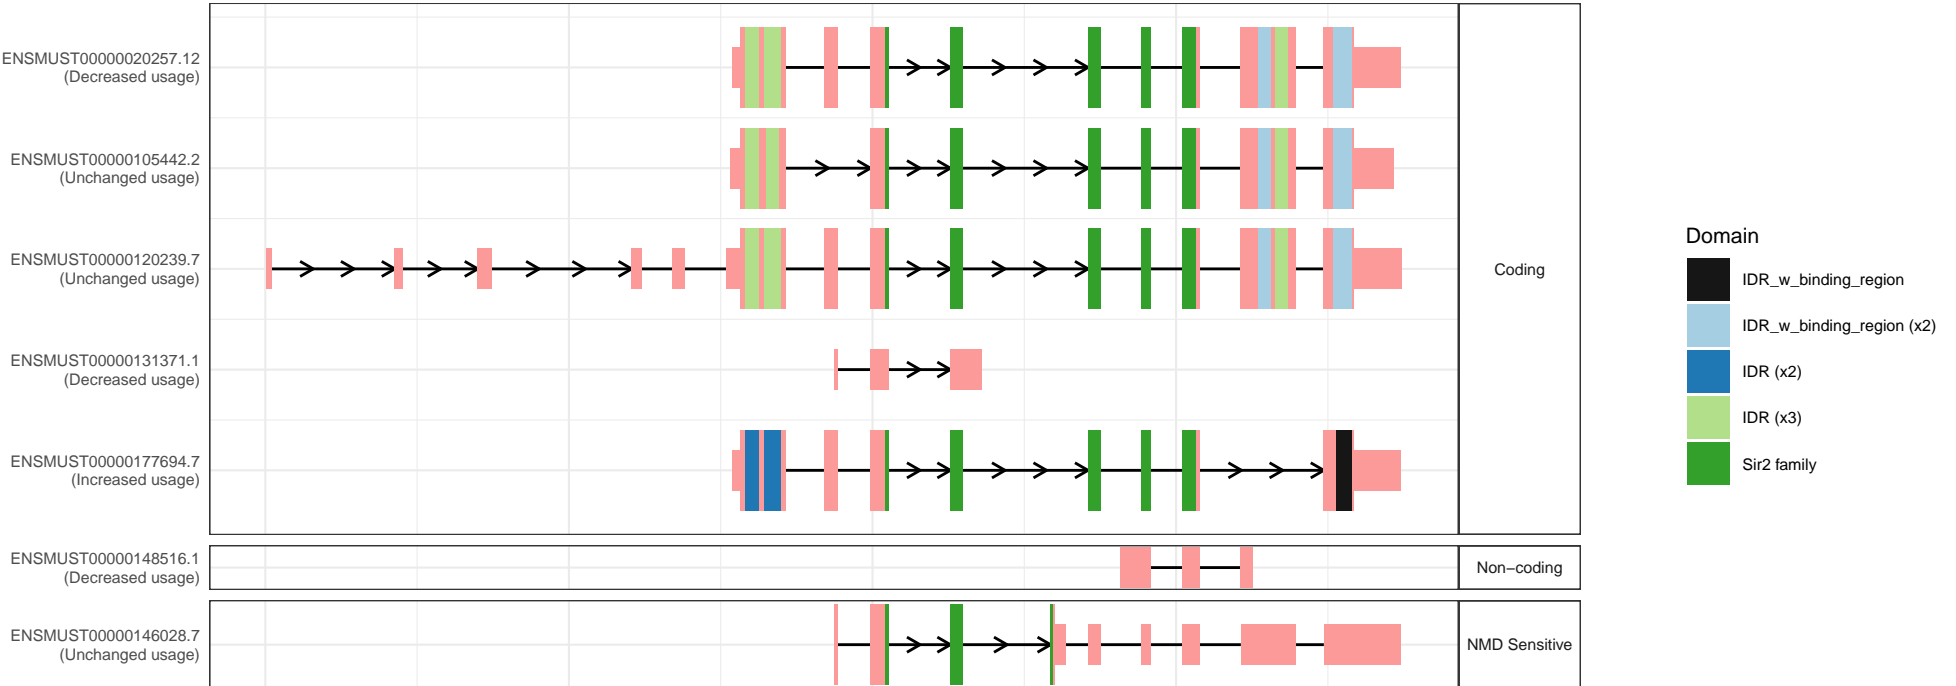 ENSMUST00000020257.12
(Decreased usage)
ENSMUST00000105442.2
(Unchanged usage)
ENSMUST00000120239.7
(Unchanged usage)
ENSMUST00000131371.1
(Decreased usage)
ENSMUST00000177694.7
(Increased usage)
Coding
ENSMUST00000148516.1
(Decreased usage)
Non−coding
ENSMUST00000146028.7
(Unchanged usage)
NMD Sensitive
Domain
IDR_w_binding_region
IDR_w_binding_region (x2)
IDR (x2)
IDR (x3)
Sir2 family